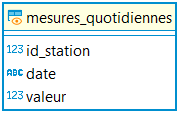 mesures_quotidiennes
123 id_station
ABC date
123 valeur